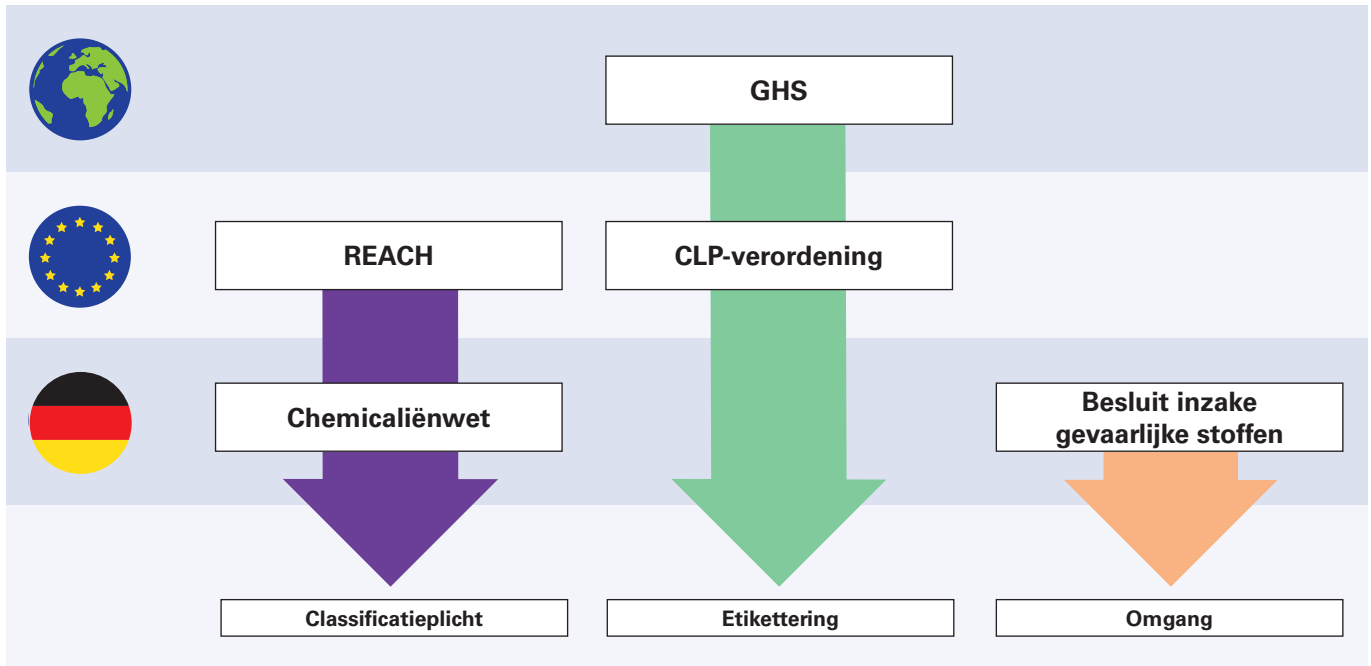 GHS
REACH
CLP-verordening
Chemicaliënwet
Besluit inzake
gevaarlijke stoffen
Classificatieplicht
Etikettering
Omgang